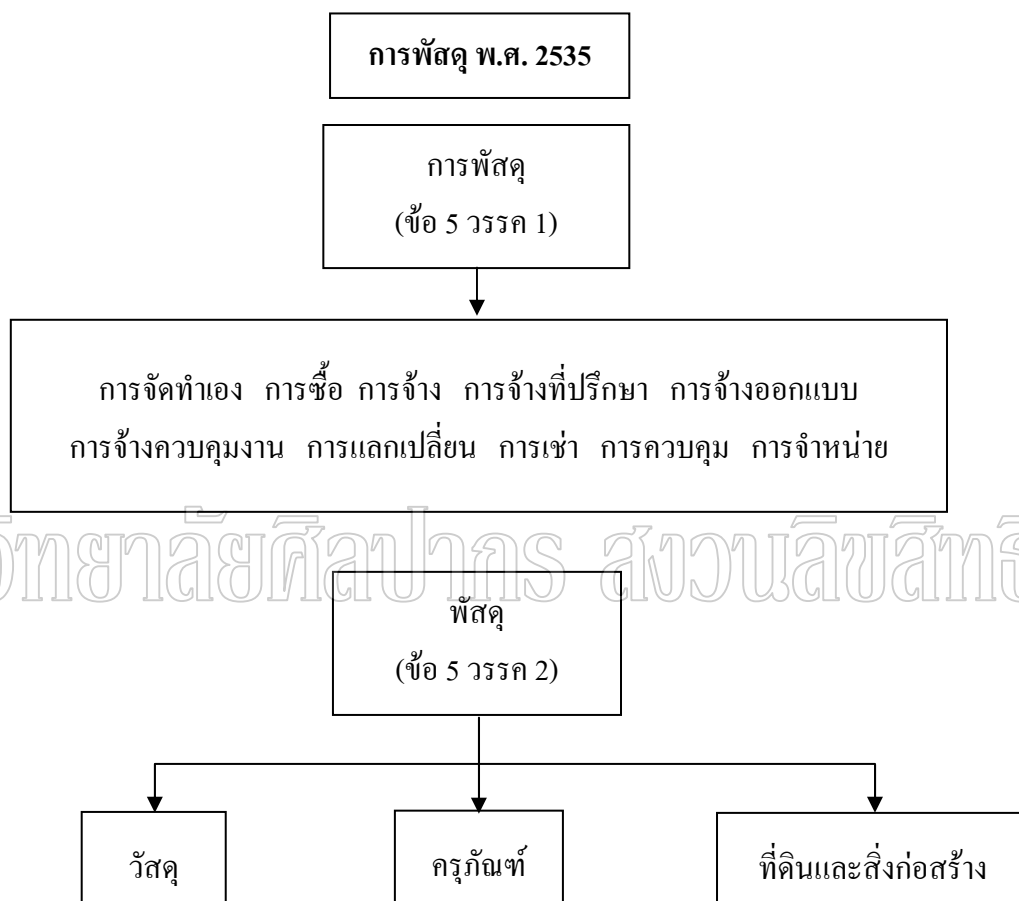 การพัสดุ พ.ศ. 2535
การพัสดุ
(ข้อ 5 วรรค 1)
การจัดทำเอง การซื้อ การจ้าง การจ้างที่ปรึกษา การจ้างออกแบบ
การจ้างควบคุมงาน การแลกเปลี่ยน การเช่า การควบคุม การจำหน่าย
วิทยาลัยศิลปากร สงวนลิขสิทธิ
พัสดุ
(ข้อ 5 วรรค 2)
วัสดุ ครุภัณฑ์ ที่ดินและสิ่งก่อสร้าง